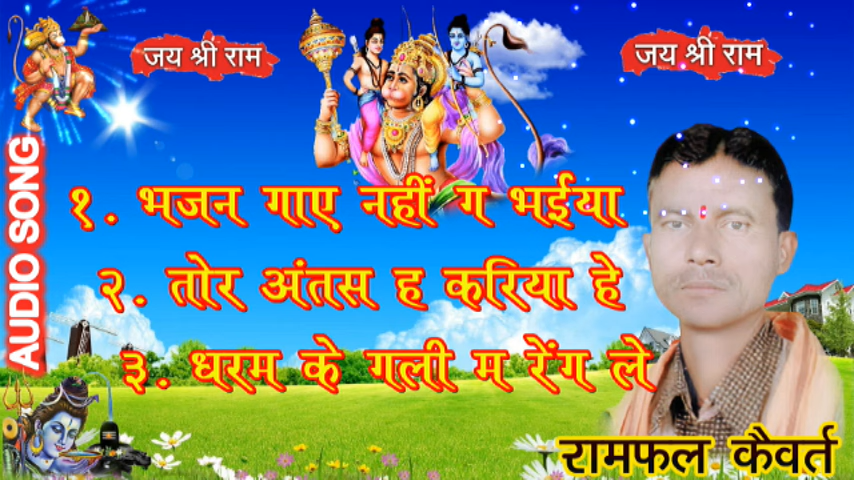 जय श्री राम
जय श्री राम
AUDIO SONG
१. भजन गाए नहीं ग भईया
२. तोर अंतस ह करिया हे
३. धरम के गली म रेंग ले
रामफल कैवर्त